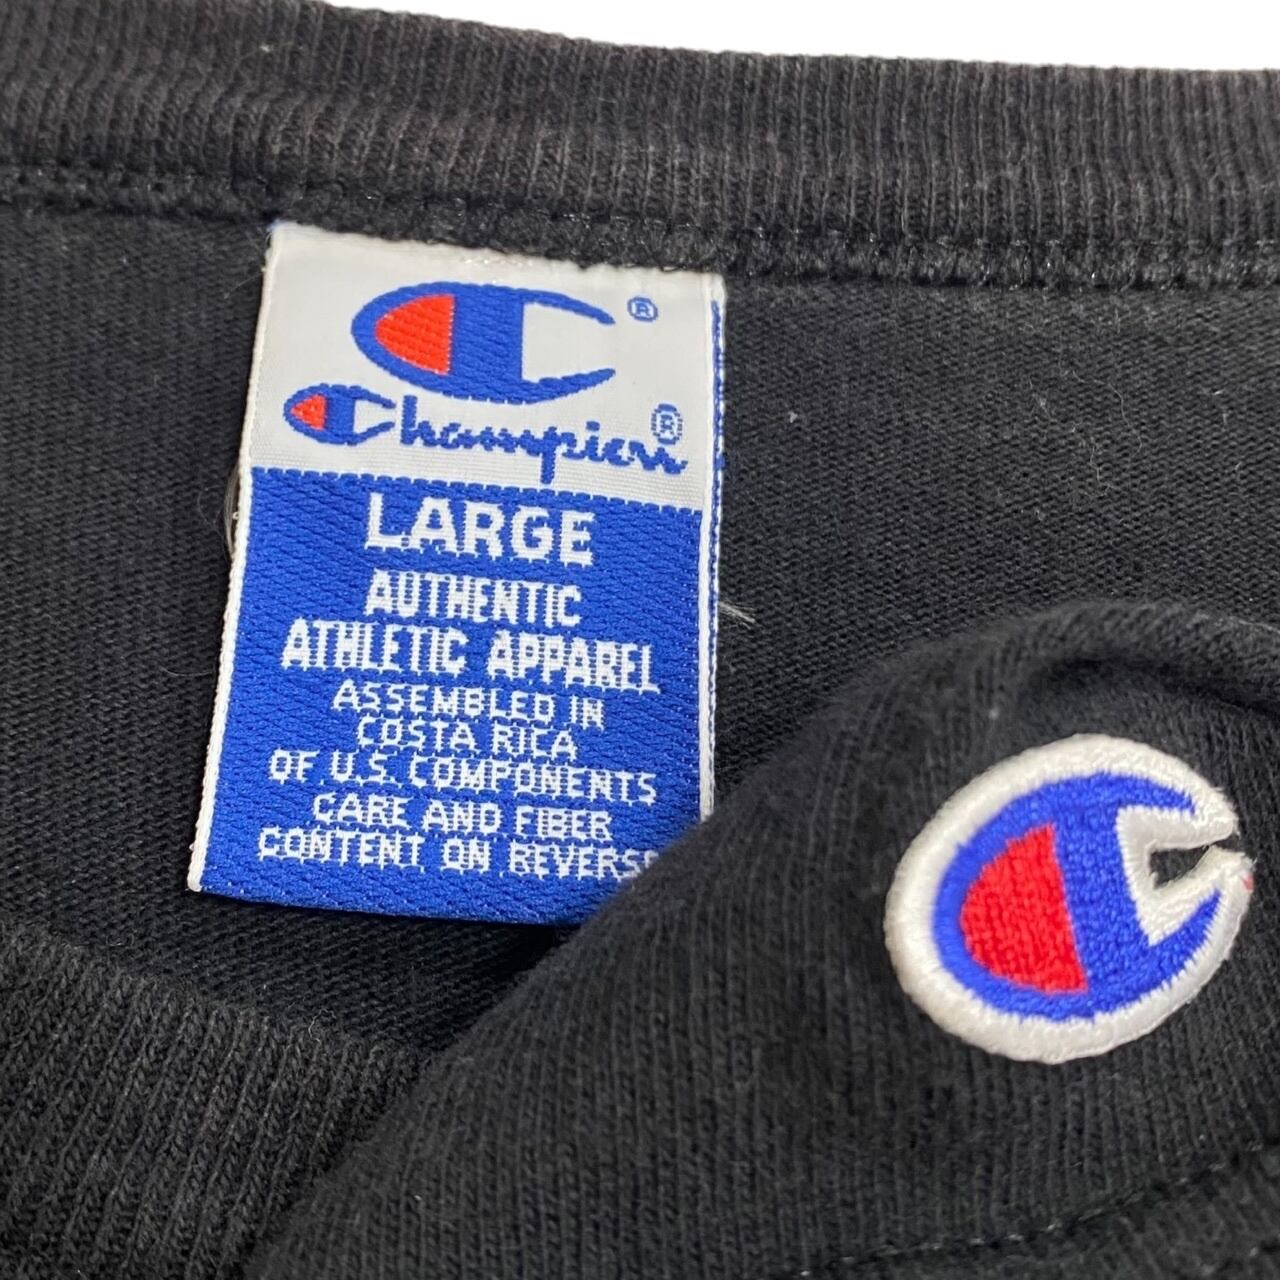 C®
Champion®
LARGE
AUTHENTIC
ATHLETIC APPAREL
ASSEMBLED IN
COSTA RICA
OF U.S. COMPONENTS
CARE AND FIBER
CONTENT ON REVERSE
C